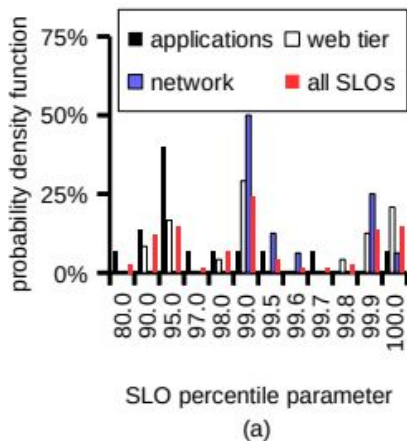 75%
50%
25%
0%
probability density function
applications
web tier
network
all SLOs
80.0
90.0
95.0
97.0
98.0
99.0
99.5
99.6
99.7
99.8
99.9
100.0
SLO percentile parameter
(a)